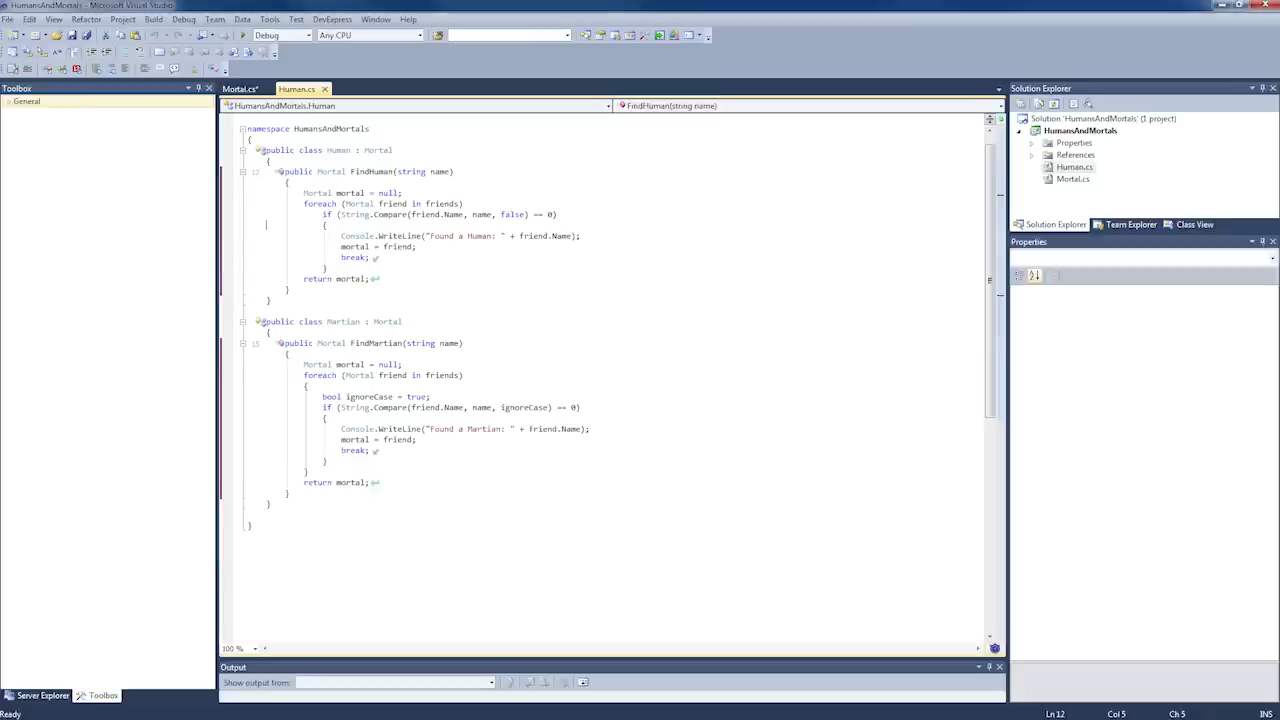 HumansAndMortals - Microsoft Visual Studio
File Edit View Refactor Project Build Debug Team Data Tools Test DevExpress Window Help
Debug Any CPU
Toolbox
General
Mortal.cs* Human.cs
HumansAndMortals.Human FindHuman(string name)
namespace HumansAndMortals
{
public class Human : Mortal
{
12 public Mortal FindHuman(string name)
{
Mortal mortal = null;
foreach (Mortal friend in friends)
if (String.Compare(friend.Name, name, false) == 0)
{
Console.WriteLine("Found a Human: " + friend.Name);
mortal = friend;
break;
}
return mortal;
}
}
public class Martian : Mortal
{
15 public Mortal FindMartian(string name)
{
Mortal mortal = null;
foreach (Mortal friend in friends)
{
bool ignoreCase = true;
if (String.Compare(friend.Name, name, ignoreCase) == 0)
{
Console.WriteLine("Found a Martian: " + friend.Name);
mortal = friend;
break;
}
}
return mortal;
}
}
}
100 %
Output
Show output from:
Server Explorer Toolbox
Solution Explorer
Solution 'HumansAndMortals' (1 project)
HumansAndMortals
Properties
References
Human.cs
Mortal.cs
Solution Explorer Team Explorer Class View
Properties
Ready Ln 12 Col 5 Ch 5 INS